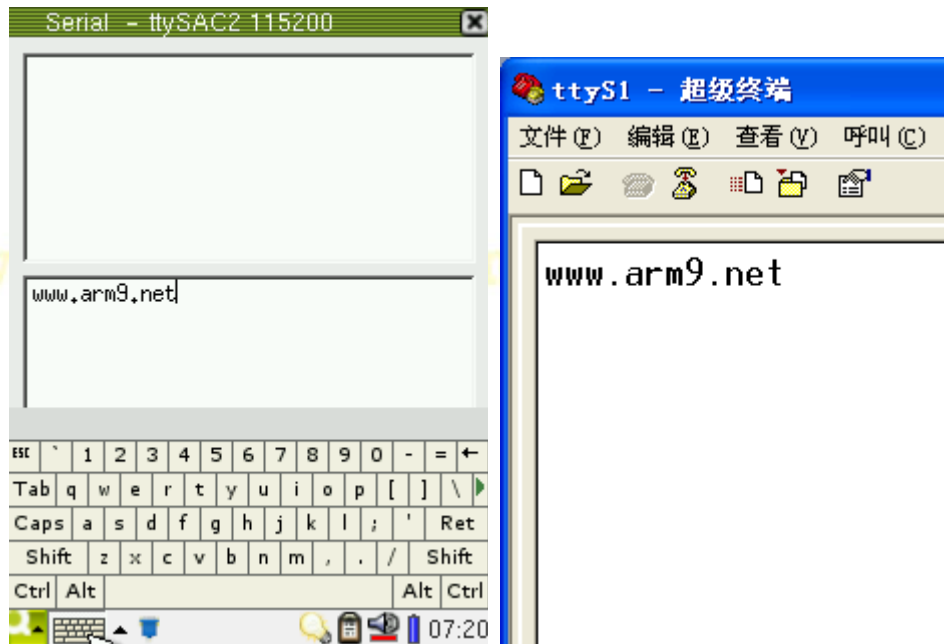 Serial - ttySAC2 115200
www.arm9.net
ESC ` 1 2 3 4 5 6 7 8 9 0 - = ←
Tab q w e r t y u i o p [ ] \
Caps a s d f g h j k l ; ' Ret
Shift z x c v b n m , . / Shift
Ctrl Alt Alt Ctrl
07:20
ttyS1 - 超级终端
文件(F) 编辑(E) 查看(V) 呼叫(C)
www.arm9.net